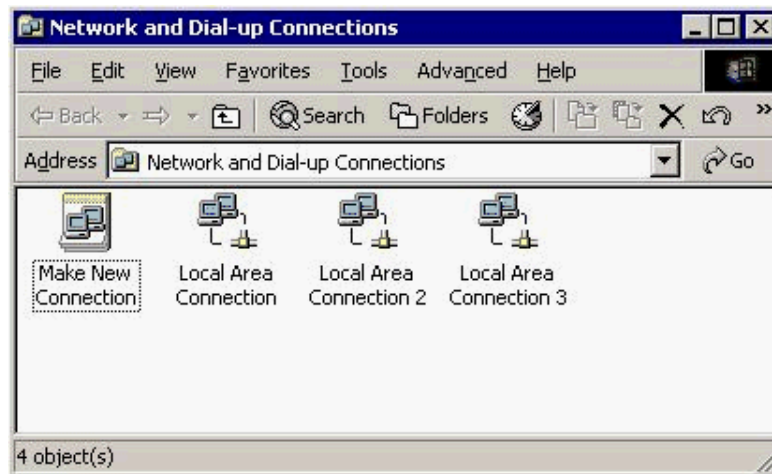 Network and Dial-up Connections
File Edit View Favorites Tools Advanced Help
Back Search Folders »
Address Network and Dial-up Connections Go
Make New Connection
Local Area Connection
Local Area Connection 2
Local Area Connection 3
4 object(s)